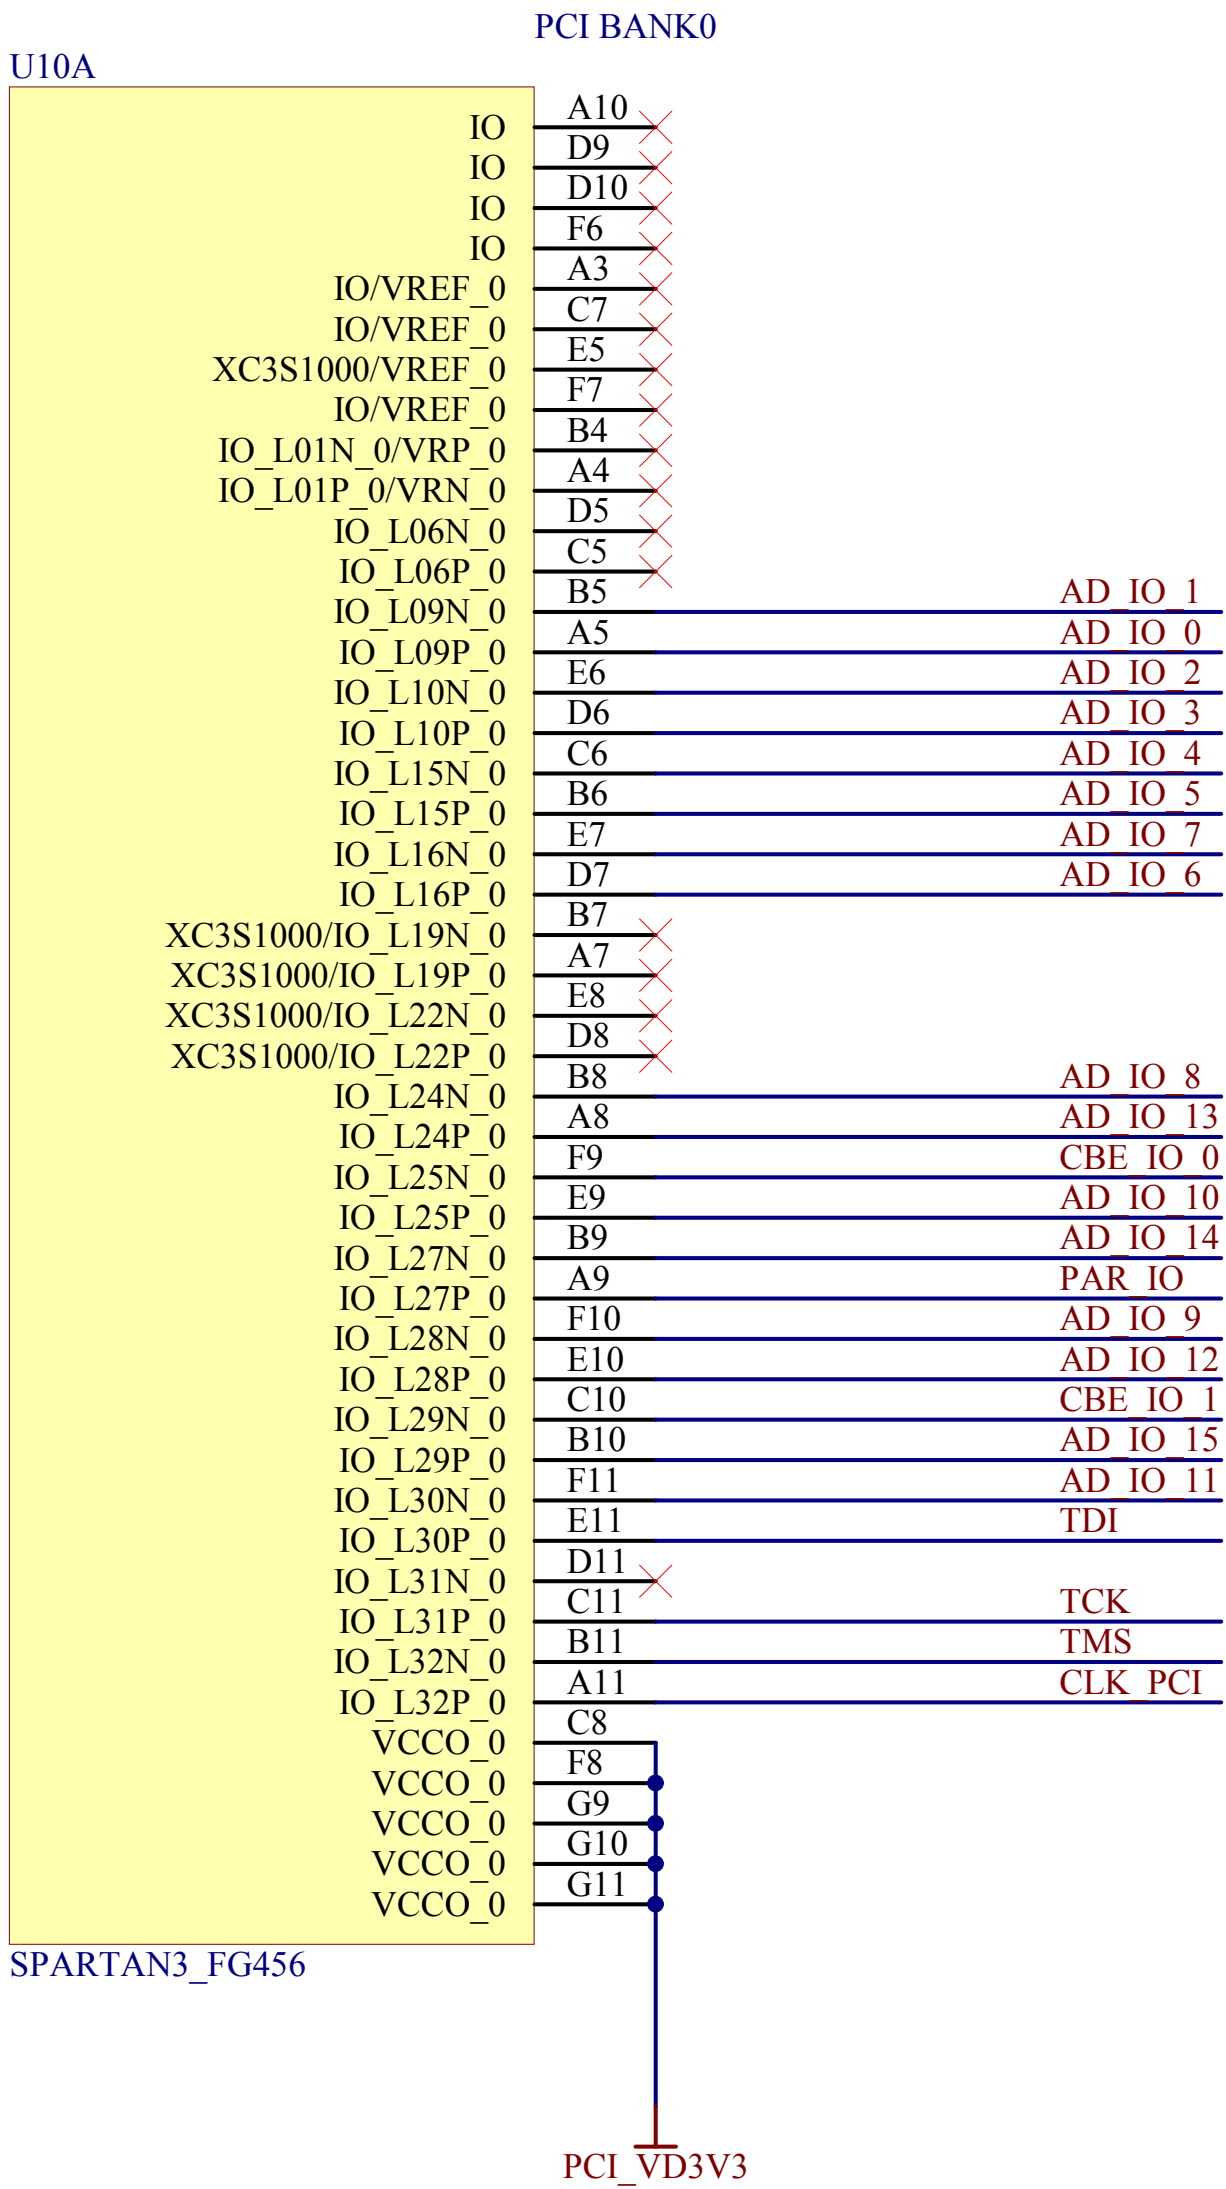 PCI BANK0
U10A
IO A10
IO D9
IO D10
IO F6
IO/VREF_0 A3
IO/VREF_0 C7
XC3S1000/VREF_0 E5
IO/VREF_0 F7
IO_L01N_0/VRP_0 B4
IO_L01P_0/VRN_0 A4
IO_L06N_0 D5
IO_L06P_0 C5
IO_L09N_0 B5 AD_IO_1
IO_L09P_0 A5 AD_IO_0
IO_L10N_0 E6 AD_IO_2
IO_L10P_0 D6 AD_IO_3
IO_L15N_0 C6 AD_IO_4
IO_L15P_0 B6 AD_IO_5
IO_L16N_0 E7 AD_IO_7
IO_L16P_0 D7 AD_IO_6
XC3S1000/IO_L19N_0 B7
XC3S1000/IO_L19P_0 A7
XC3S1000/IO_L22N_0 E8
XC3S1000/IO_L22P_0 D8
IO_L24N_0 B8 AD_IO_8
IO_L24P_0 A8 AD_IO_13
IO_L25N_0 F9 CBE_IO_0
IO_L25P_0 E9 AD_IO_10
IO_L27N_0 B9 AD_IO_14
IO_L27P_0 A9 PAR_IO
IO_L28N_0 F10 AD_IO_9
IO_L28P_0 E10 AD_IO_12
IO_L29N_0 C10 CBE_IO_1
IO_L29P_0 B10 AD_IO_15
IO_L30N_0 F11 AD_IO_11
IO_L30P_0 E11 TDI
IO_L31N_0 D11
IO_L31P_0 C11 TCK
IO_L32N_0 B11 TMS
IO_L32P_0 A11 CLK_PCI
VCCO_0 C8
VCCO_0 F8
VCCO_0 G9
VCCO_0 G10
VCCO_0 G11
SPARTAN3_FG456
PCI_VD3V3